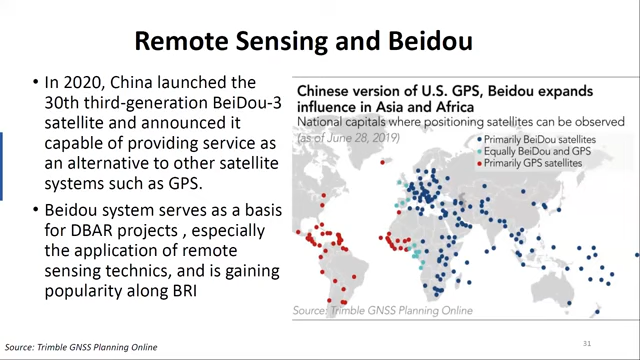 Remote Sensing and Beidou
• In 2020, China launched the
30th third-generation BeiDou-3
satellite and announced it
capable of providing service as
an alternative to other satellite
systems such as GPS.
• Beidou system serves as a basis
for DBAR projects , especially
the application of remote
sensing technics, and is gaining
popularity along BRI
Chinese version of U.S. GPS, Beidou expands
influence in Asia and Africa
National capitals where positioning satellites can be observed
(as of June 28, 2019)
Primarily BeiDou satellites
Equally BeiDou and GPS
Primarily GPS satellites
Source: Trimble GNSS Planning Online
Source: Trimble GNSS Planning Online
31